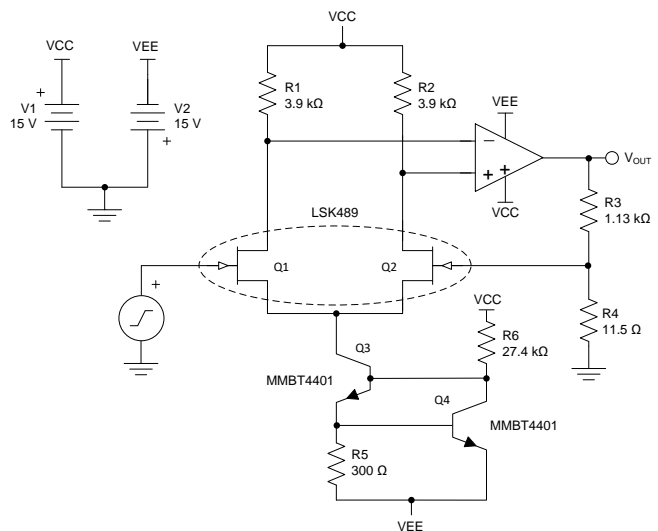 VCC
VCC
VEE
V1
15 V
+
V2
15 V
+
R1
3.9 kΩ
R2
3.9 kΩ
VEE
−
+
+
VCC
VOUT
R3
1.13 kΩ
LSK489
Q1
Q2
+
R4
11.5 Ω
VCC
R6
27.4 kΩ
Q3
MMBT4401
Q4
MMBT4401
R5
300 Ω
VEE